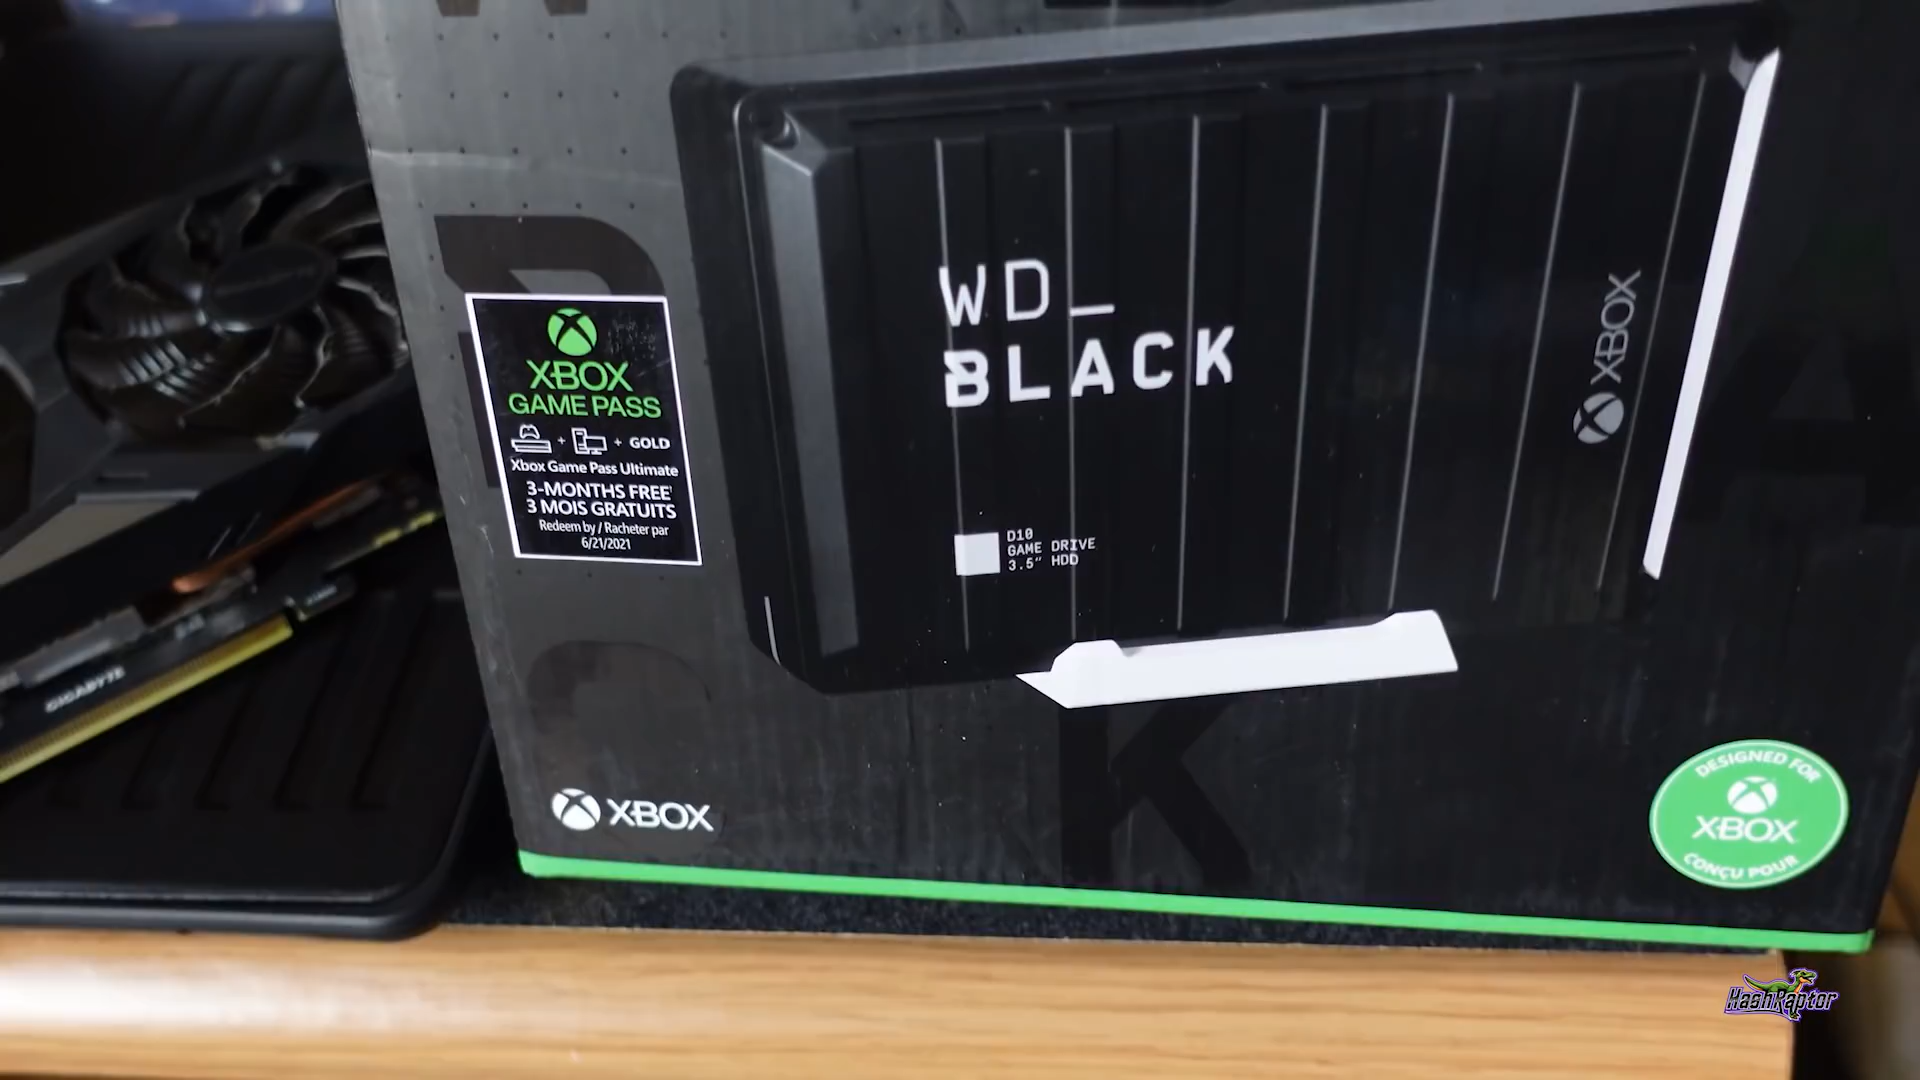 WD_
BLACK
XBOX
D10
GAME DRIVE
3.5" HDD
XBOX
GAME PASS
+ + GOLD
Xbox Game Pass Ultimate
3-MONTHS FREE¹
3 MOIS GRATUITS
Redeem by / Racheter par
6/21/2021
XBOX
DESIGNED FOR
XBOX
CONÇU POUR
GIGABYTE
HashRaptor